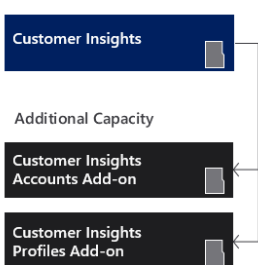 Customer Insights
Additional Capacity
Customer Insights
Accounts Add-on
Customer Insights
Profiles Add-on